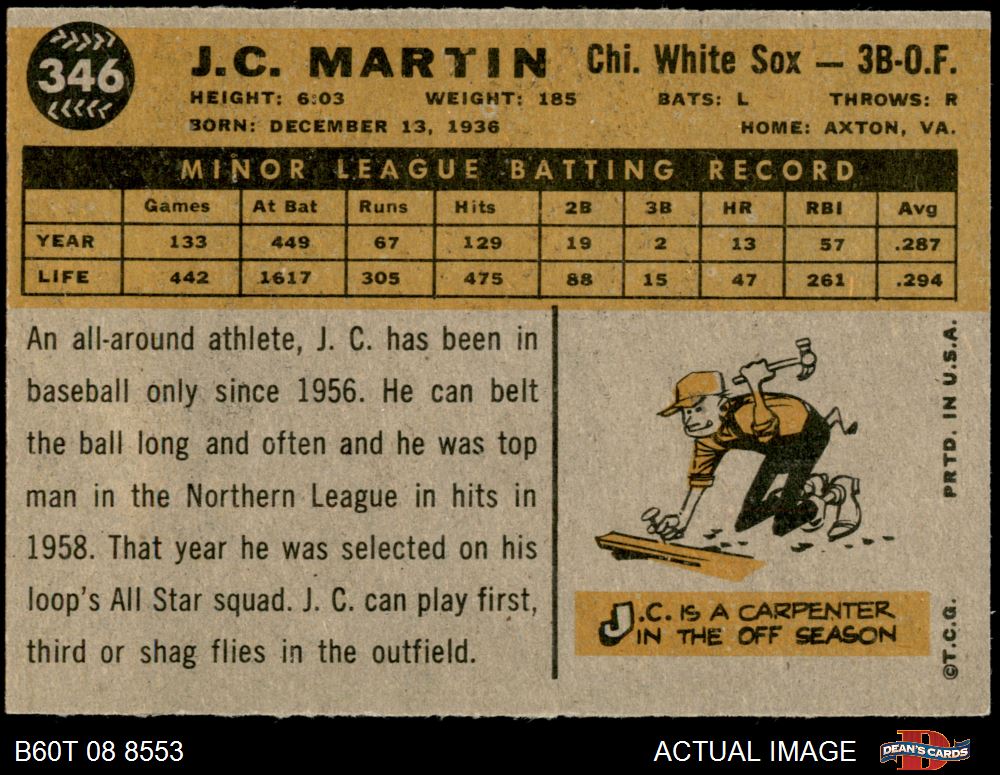 346
J.C. MARTIN Chi. White Sox — 3B-O.F.
HEIGHT: 6:03 WEIGHT: 185 BATS: L THROWS: R
BORN: DECEMBER 13, 1936 HOME: AXTON, VA.
MINOR LEAGUE BATTING RECORD
Games At Bat Runs Hits 2B 3B HR RBI Avg
YEAR 133 449 67 129 19 2 13 57 .287
LIFE 442 1617 305 475 88 15 47 261 .294
An all-around athlete, J. C. has been in
baseball only since 1956. He can belt
the ball long and often and he was top
man in the Northern League in hits in
1958. That year he was selected on his
loop's All Star squad. J. C. can play first,
third or shag flies in the outfield.
J.C. IS A CARPENTER
IN THE OFF SEASON
©T.C.G. PRTD. IN U.S.A.
B60T 08 8553 ACTUAL IMAGE DEAN'S CARDS